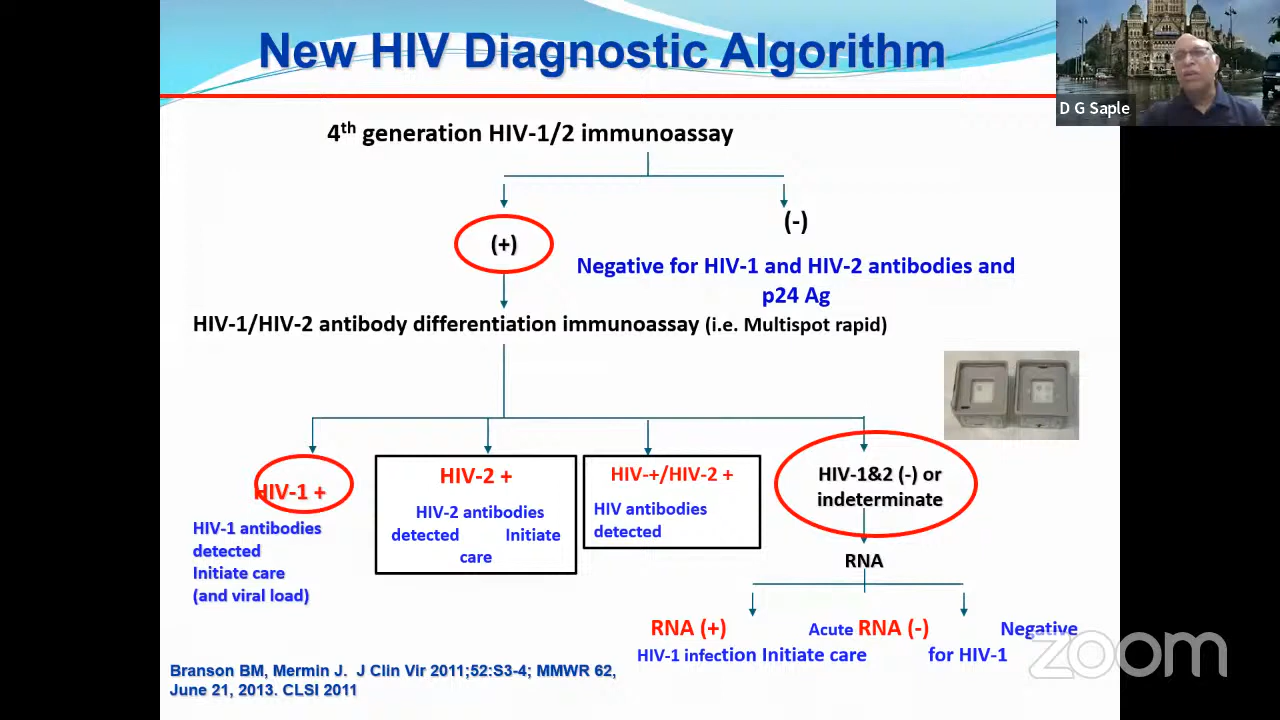 New HIV Diagnostic Algorithm
D G Saple
4th generation HIV-1/2 immunoassay
(+)
(-)
Negative for HIV-1 and HIV-2 antibodies and
p24 Ag
HIV-1/HIV-2 antibody differentiation immunoassay (i.e. Multispot rapid)
HIV-1 +
HIV-1 antibodies
detected
Initiate care
(and viral load)
HIV-2 +
HIV-2 antibodies
detected Initiate
care
HIV-+/HIV-2 +
HIV antibodies
detected
HIV-1&2 (-) or
indeterminate
RNA
RNA (+) Acute RNA (-) Negative
HIV-1 infection Initiate care for HIV-1
Branson BM, Mermin J. J Clin Vir 2011;52:S3-4; MMWR 62,
June 21, 2013. CLSI 2011
zoom